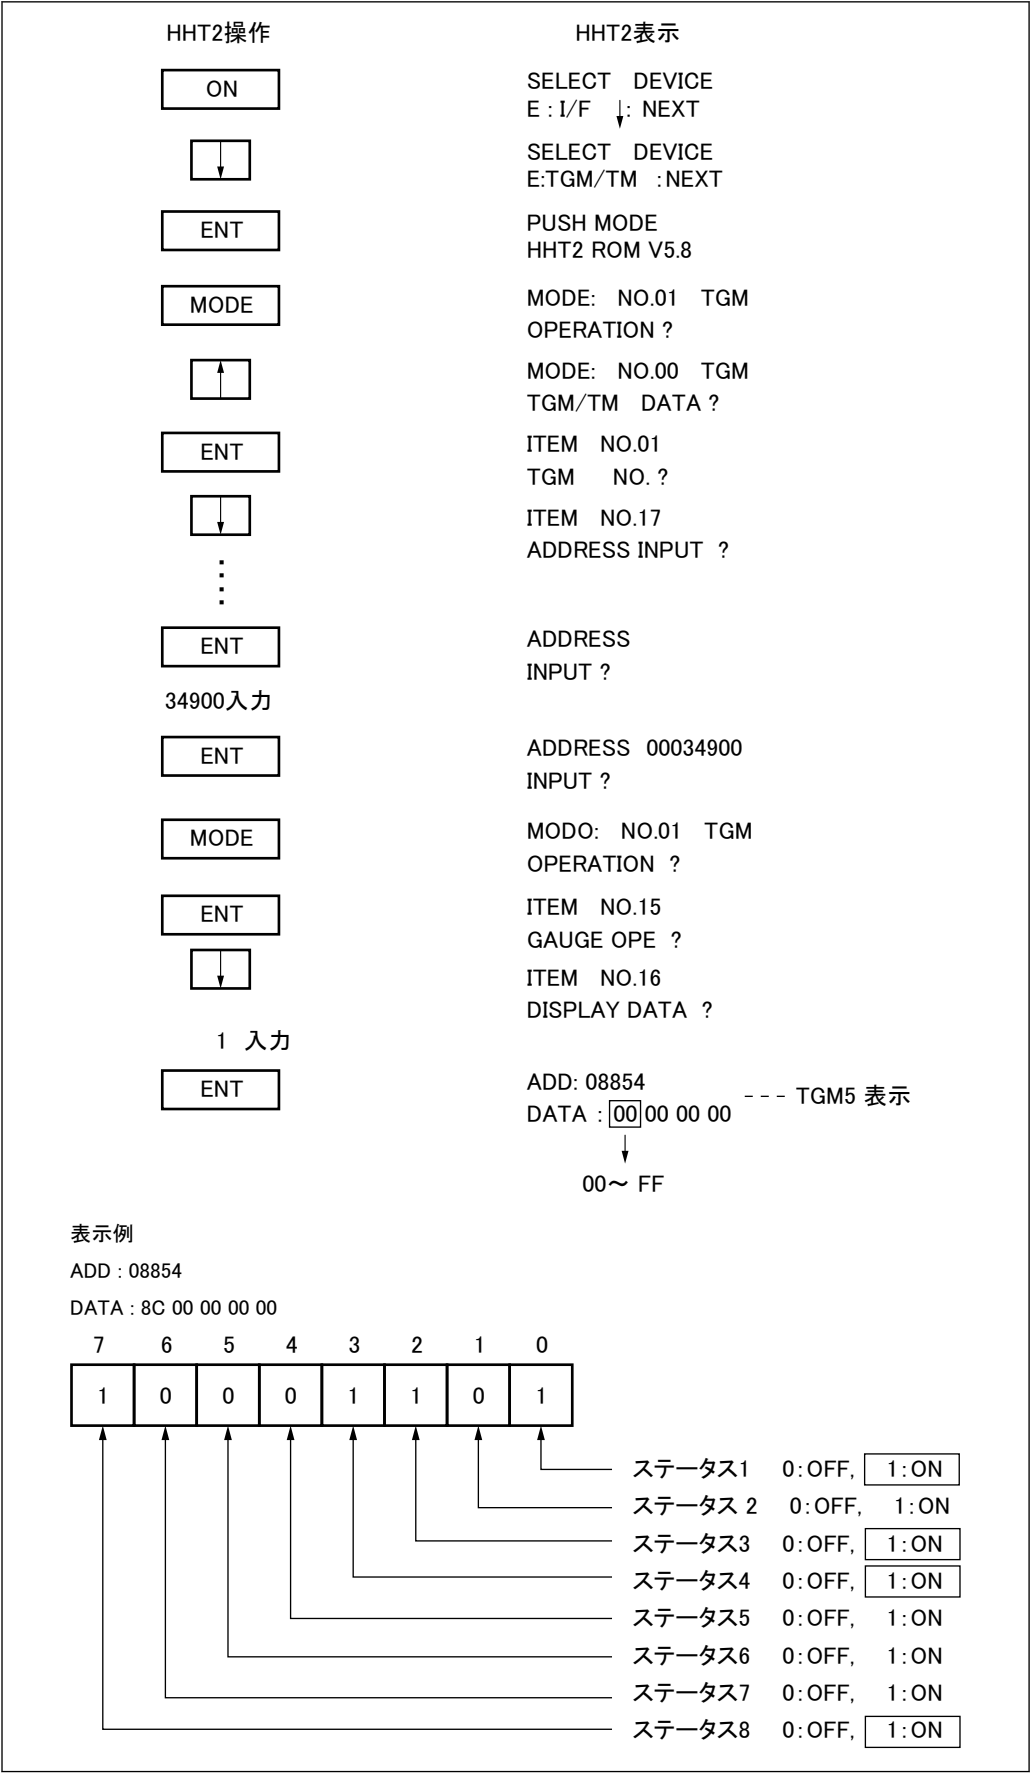 HHT2操作 HHT2表示
ON SELECT DEVICE
E : I/F ↓: NEXT
↓ SELECT DEVICE
E:TGM/TM :NEXT
ENT PUSH MODE
HHT2 ROM V5.8
MODE MODE: NO.01 TGM
OPERATION ?
↑ MODE: NO.00 TGM
TGM/TM DATA ?
ENT ITEM NO.01
TGM NO. ?
↓ ITEM NO.17
ADDRESS INPUT ?
ENT ADDRESS
INPUT ?
34900入力
ENT ADDRESS 00034900
INPUT ?
MODE MODO: NO.01 TGM
OPERATION ?
ENT ITEM NO.15
GAUGE OPE ?
↓ ITEM NO.16
DISPLAY DATA ?
1 入力
ENT ADD: 08854
DATA : 00 00 00 00 --- TGM5 表示
00～ FF
表示例
ADD : 08854
DATA : 8C 00 00 00 00
7 6 5 4 3 2 1 0
1 0 0 0 1 1 0 1
ステータス1 0:OFF, 1:ON
ステータス 2 0:OFF, 1:ON
ステータス3 0:OFF, 1:ON
ステータス4 0:OFF, 1:ON
ステータス5 0:OFF, 1:ON
ステータス6 0:OFF, 1:ON
ステータス7 0:OFF, 1:ON
ステータス8 0:OFF, 1:ON